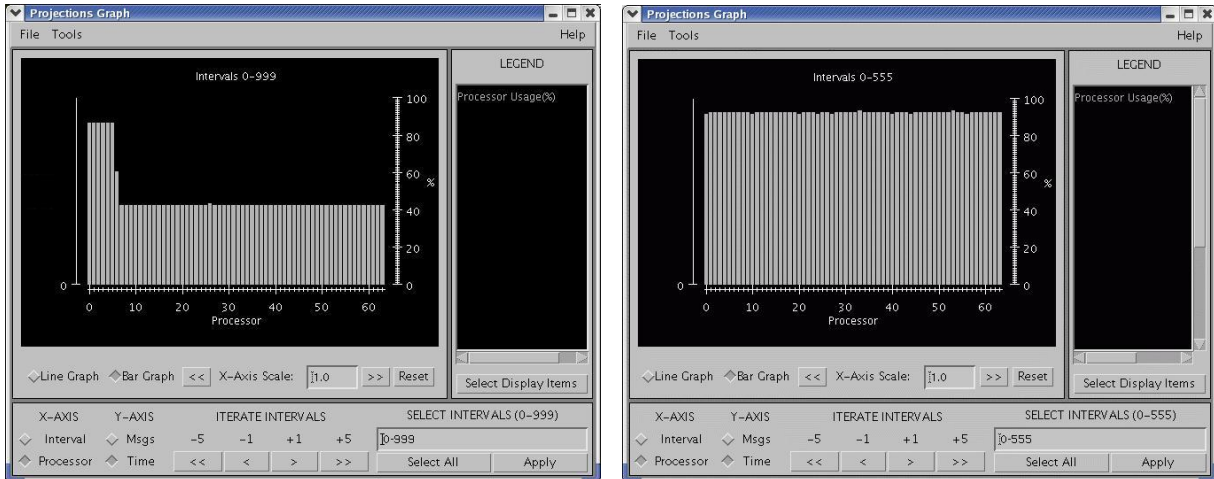 Projections Graph
File Tools Help
Intervals 0-999
LEGEND
Processor Usage(%)
100
80
60
%
40
20
0 0
0 10 20 30 40 50 60
Processor
Line Graph Bar Graph << X-Axis Scale: 1.0 >> Reset
Select Display Items
X-AXIS Y-AXIS ITERATE INTERVALS SELECT INTERVALS (0-999)
Interval Msgs -5 -1 +1 +5 0-999
Processor Time << < > >> Select All Apply
Projections Graph
File Tools Help
Intervals 0-555
LEGEND
Processor Usage(%)
100
80
60
%
40
20
0 0
0 10 20 30 40 50 60
Processor
Line Graph Bar Graph << X-Axis Scale: 1.0 >> Reset
Select Display Items
X-AXIS Y-AXIS ITERATE INTERVALS SELECT INTERVALS (0-555)
Interval Msgs -5 -1 +1 +5 0-555
Processor Time << < > >> Select All Apply